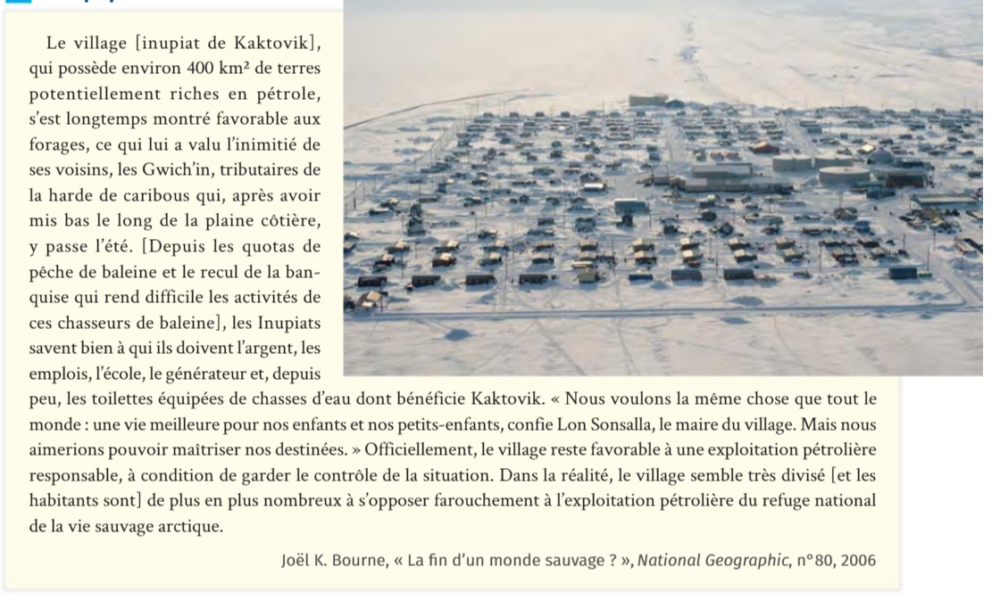 Le village [inupiat de Kaktovik],
qui possède environ 400 km² de terres
potentiellement riches en pétrole,
s'est longtemps montré favorable aux
forages, ce qui lui a valu l'inimitié de
ses voisins, les Gwich'in, tributaires de
la harde de caribous qui, après avoir
mis bas le long de la plaine côtière,
y passe l'été. [Depuis les quotas de
pêche de baleine et le recul de la ban-
quise qui rend difficile les activités de
ces chasseurs de baleine], les Inupiats
savent bien à qui ils doivent l'argent, les
emplois, l'école, le générateur et, depuis
peu, les toilettes équipées de chasses d'eau dont bénéficie Kaktovik. « Nous voulons la même chose que tout le
monde : une vie meilleure pour nos enfants et nos petits-enfants, confie Lon Sonsalla, le maire du village. Mais nous
aimerions pouvoir maîtriser nos destinées. » Officiellement, le village reste favorable à une exploitation pétrolière
responsable, à condition de garder le contrôle de la situation. Dans la réalité, le village semble très divisé [et les
habitants sont] de plus en plus nombreux à s'opposer farouchement à l'exploitation pétrolière du refuge national
de la vie sauvage arctique.
Joël K. Bourne, « La fin d'un monde sauvage ? », National Geographic, n°80, 2006